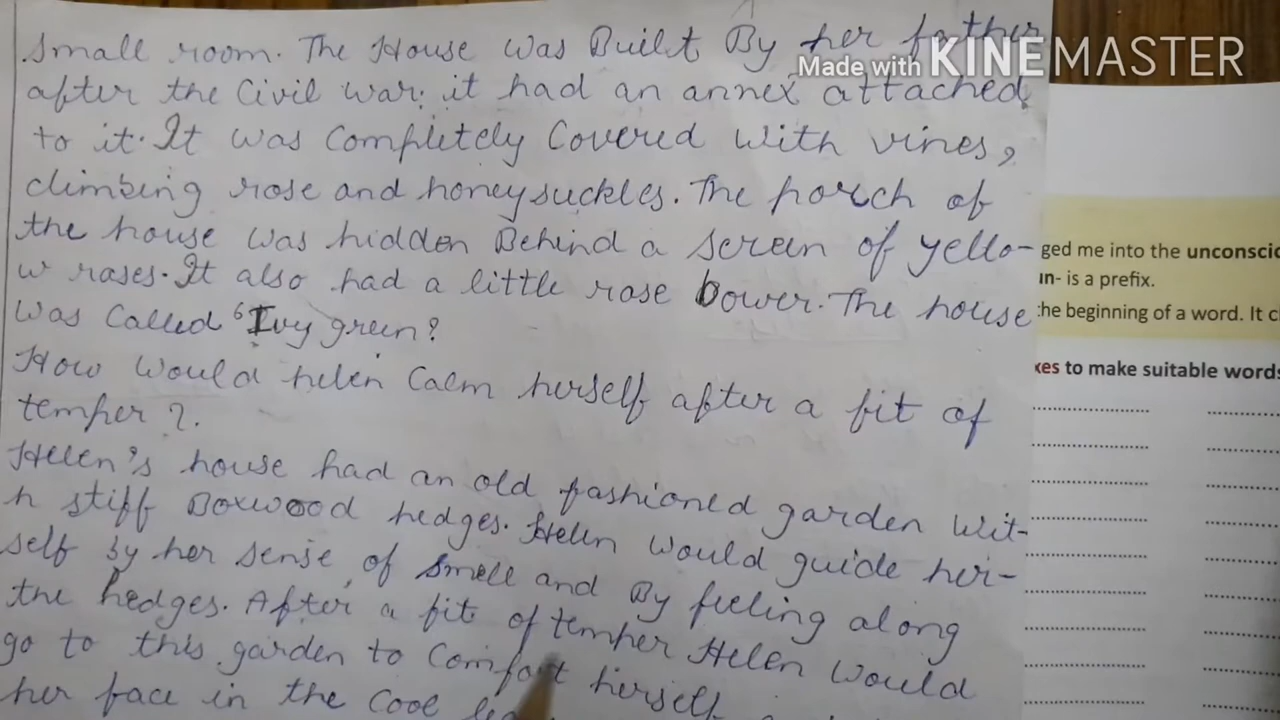 small room. The House was Built By her father
Made with KINEMASTER
after the Civil war. it had an annex attached
to it. It was completely Covered with vines,
climbing rose and honeysuckles. The porch of
the house was hidden Behind a screen of yello-
w rases. It also had a little rose bower. The house
was Called 'Ivy green?
How would helen Calm herself after a fit of
temper?.
Helen's house had an old fashioned garden wit-
h stiff Boxwood hedges. Helen would guide her-
self by her sense of smell and By feeling along
the hedges. After a fit of temper Helen would
go to this garden to Comfort herself
her face in the Cool
ged me into the unconscio
un- is a prefix.
the beginning of a word. It c
xes to make suitable words